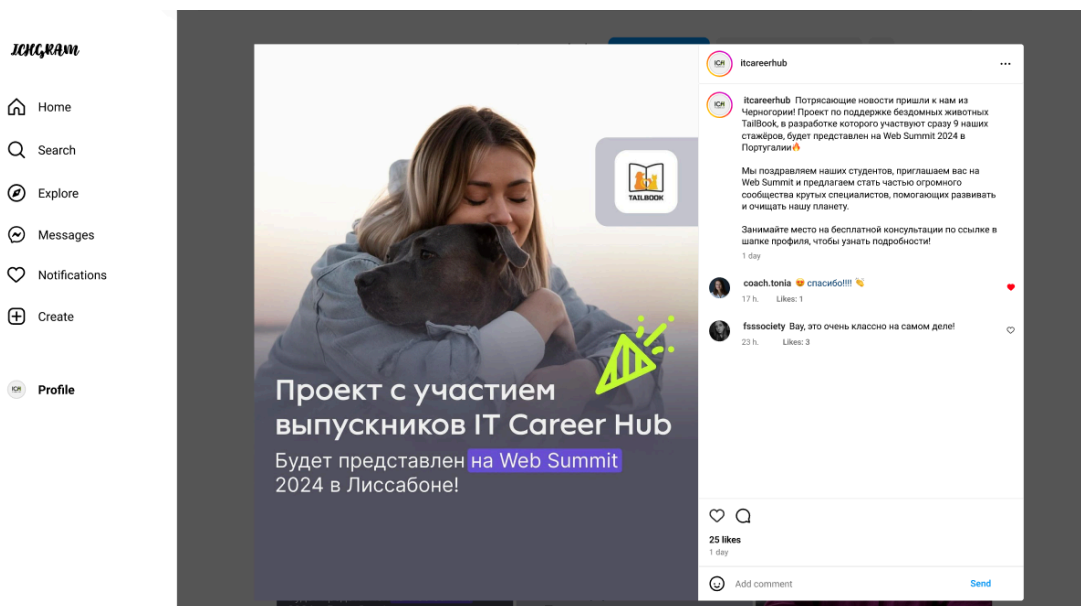 ICHGRAM
Home
Search
Explore
Messages
Notifications
Create
ICH
Profile
TAILBOOK
Проект с участием
выпускников IT Career Hub
Будет представлен на Web Summit
2024 в Лиссабоне!
ICH
itcareerhub
...
ICH
itcareerhub Потрясающие новости пришли к нам из
Черногории! Проект по поддержке бездомных животных
TailBook, в разработке которого участвуют сразу 9 наших
стажёров, будет представлен на Web Summit 2024 в
Португалии🔥
Мы поздравляем наших студентов, приглашаем вас на
Web Summit и предлагаем стать частью огромного
сообщества крутых специалистов, помогающих развивать
и очищать нашу планету.
Занимайте место на бесплатной консультации по ссылке в
шапке профиля, чтобы узнать подробности!
1 day
coach.tonia 😍 спасибо!!!! 👏
17 h. Likes: 1
fsssociety Вау, это очень классно на самом деле!
23 h. Likes: 3
25 likes
1 day
Add comment
Send